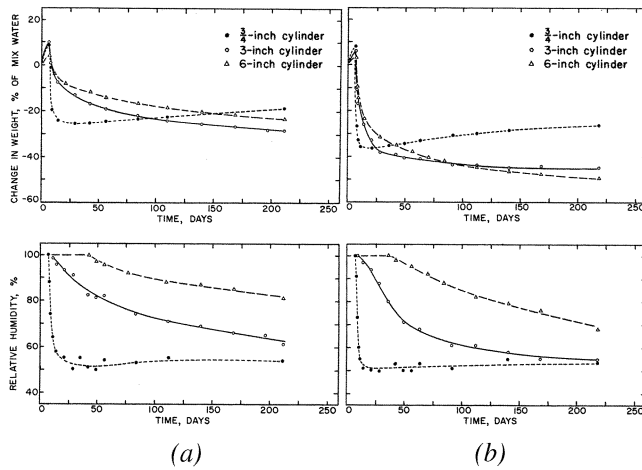 3/4-inch cylinder
3-inch cylinder
6-inch cylinder
CHANGE IN WEIGHT, % OF MIX WATER
20
0
-20
-40
-60
0 50 100 150 200 250
TIME, DAYS
3/4-inch cylinder
3-inch cylinder
6-inch cylinder
0 50 100 150 200 250
TIME, DAYS
RELATIVE HUMIDITY, %
100
80
60
40
0 50 100 150 200 250
TIME, DAYS
0 50 100 150 200 250
TIME, DAYS
(a)
(b)